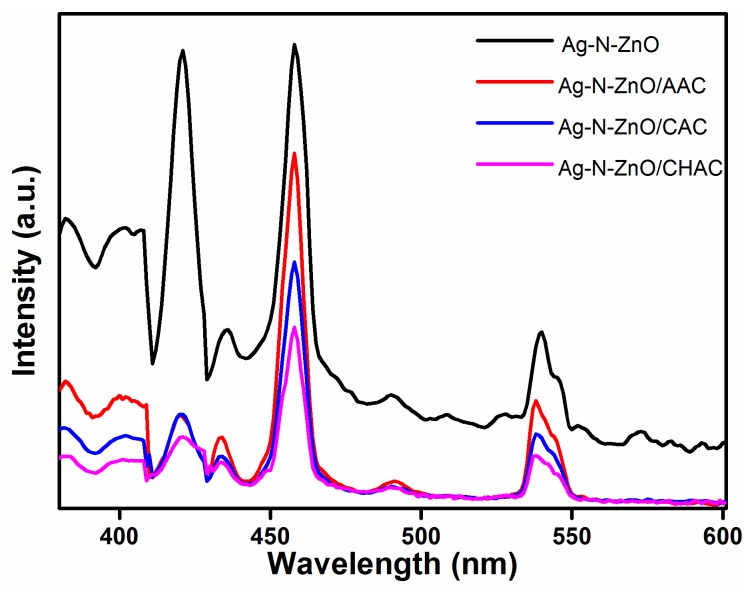 Ag-N-ZnO
Ag-N-ZnO/AAC
Ag-N-ZnO/CAC
Ag-N-ZnO/CHAC
Intensity (a.u.)
400 450 500 550 600
Wavelength (nm)